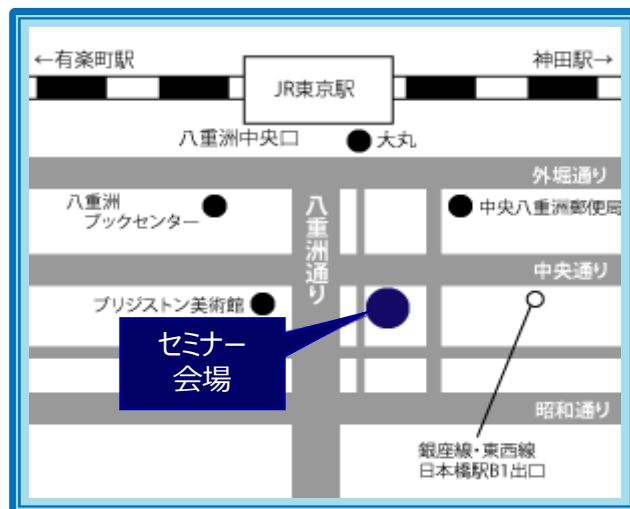 ←有楽町駅
神田駅→
JR東京駅
八重洲中央口
大丸
外堀通り
八重洲
ブックセンター
八重洲通り
中央八重洲郵便局
中央通り
ブリジストン美術館
セミナー
会場
昭和通り
銀座線・東西線
日本橋駅B1出口